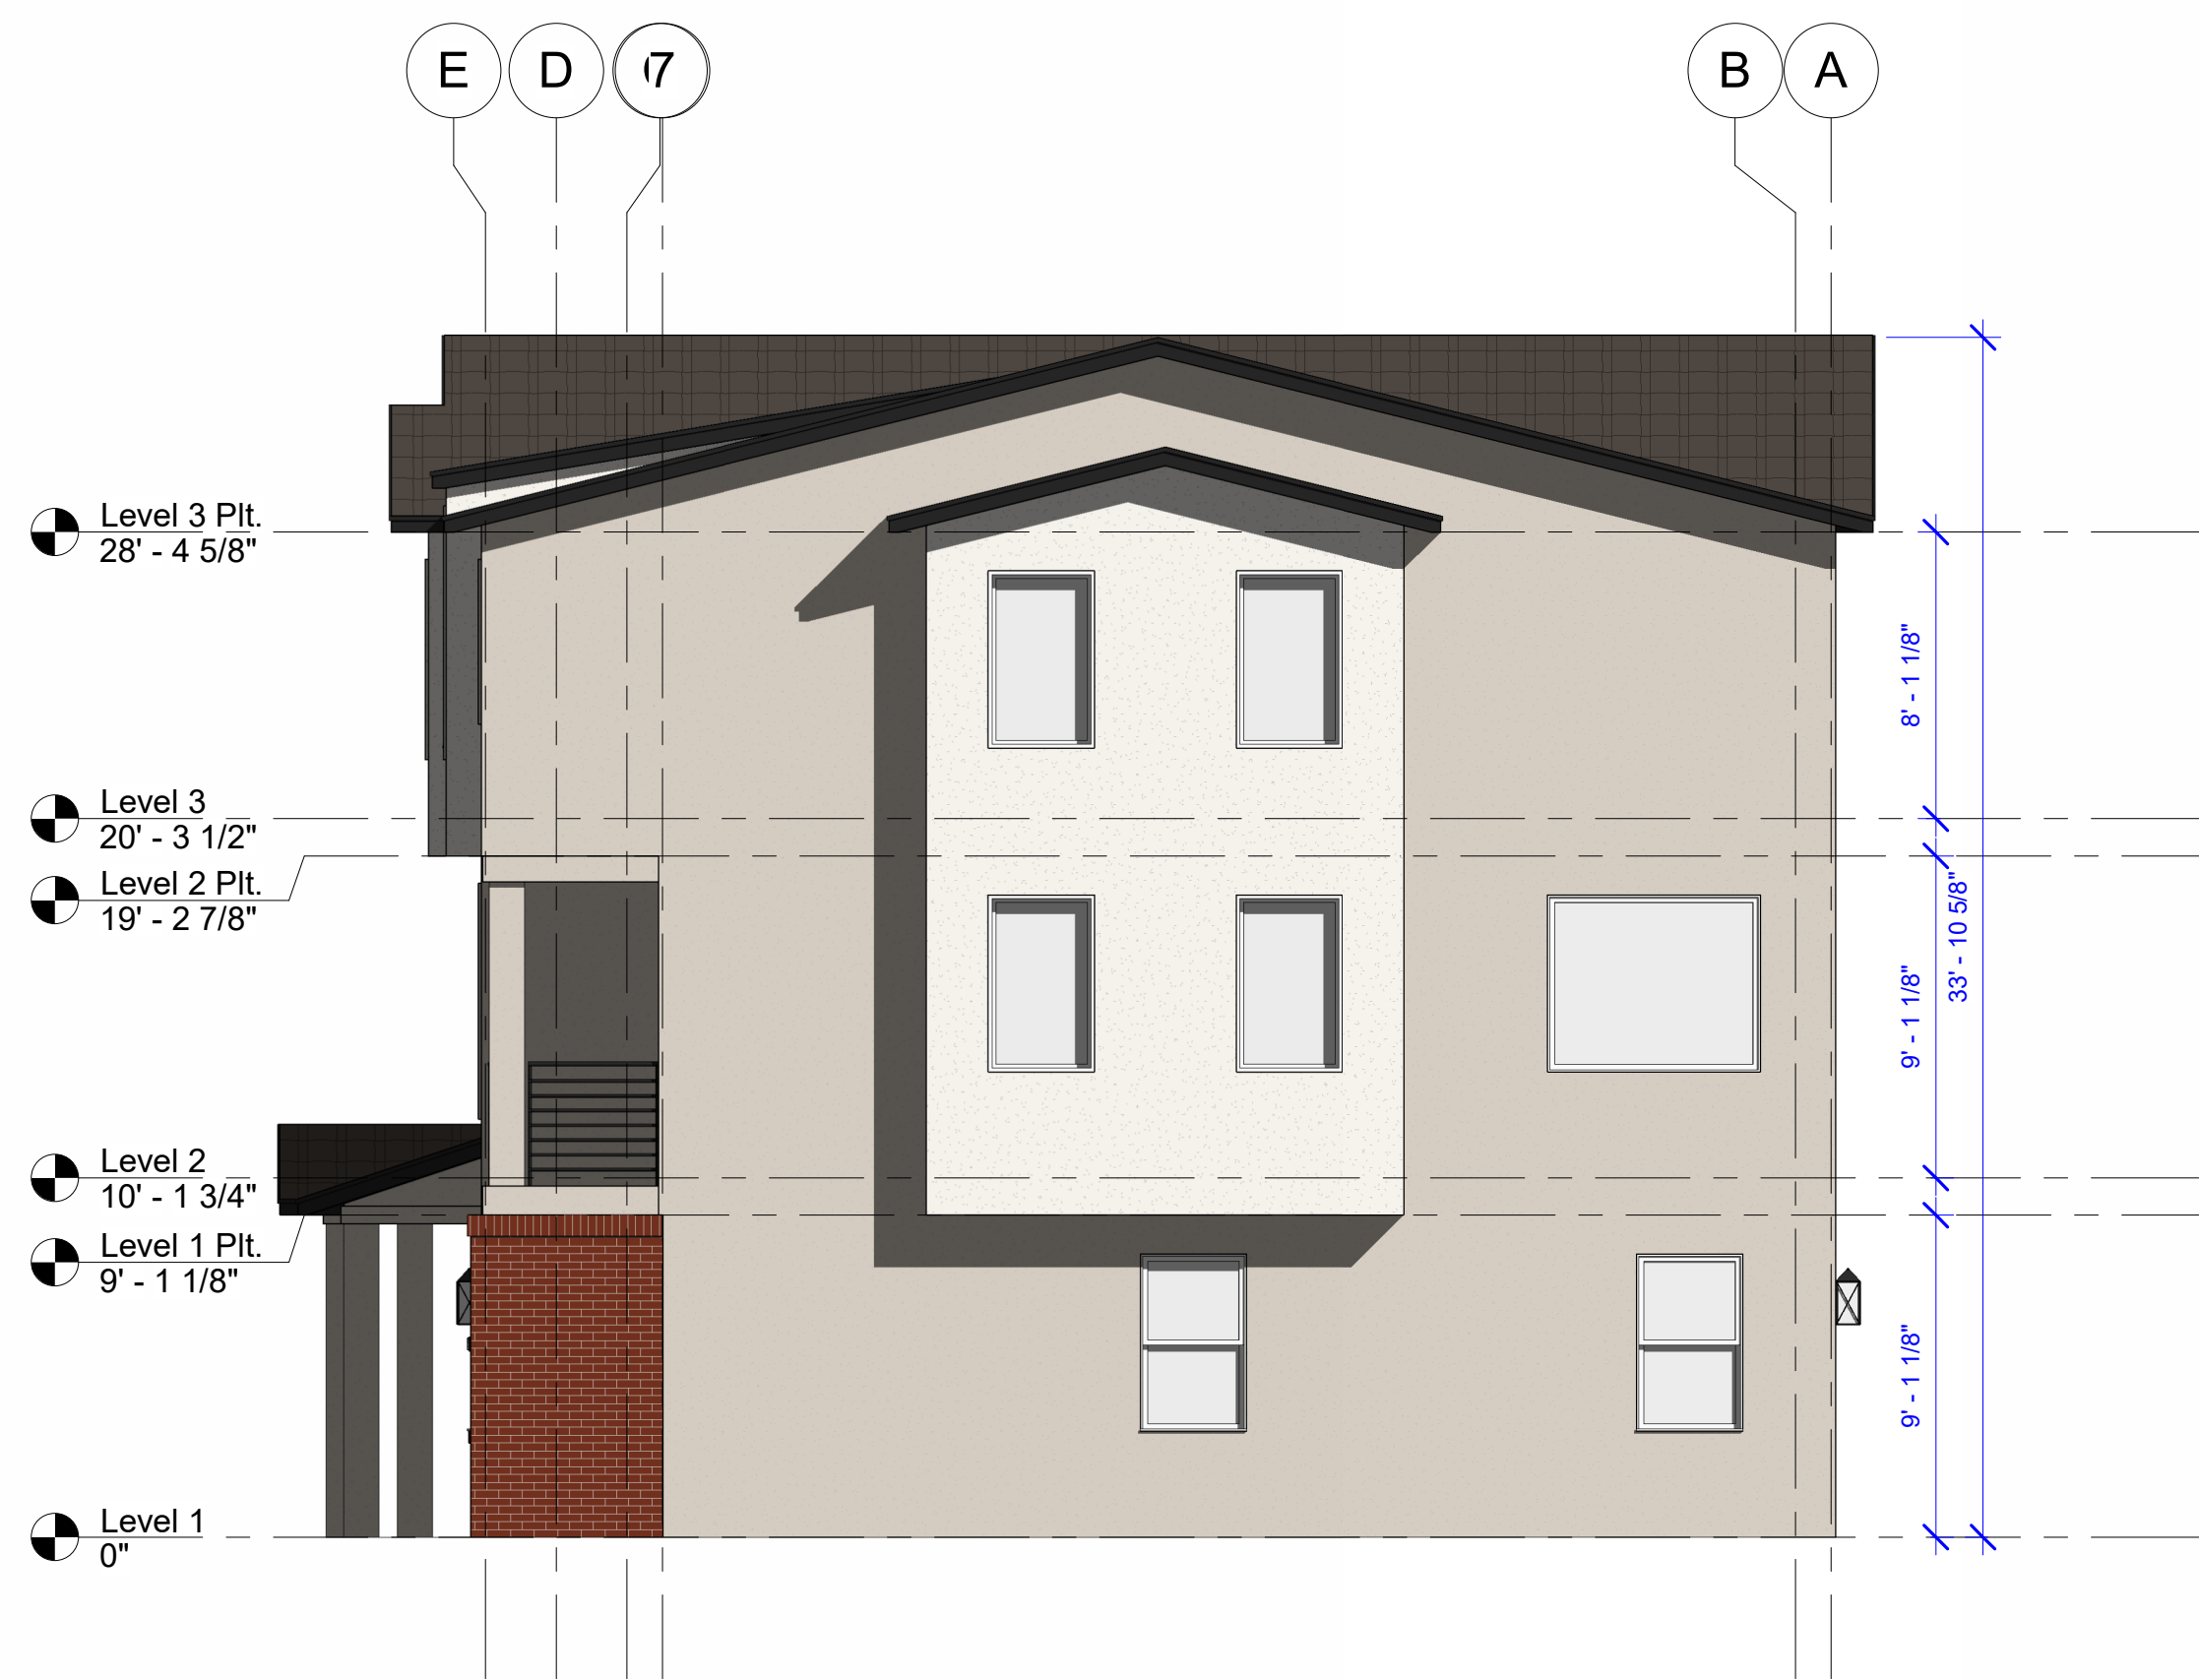 E D 7 B A
Level 3 Plt.
28' - 4 5/8"
8' - 1 1/8"
Level 3
20' - 3 1/2"
Level 2 Plt.
19' - 2 7/8"
33' - 10 5/8"
9' - 1 1/8"
Level 2
10' - 1 3/4"
Level 1 Plt.
9' - 1 1/8"
9' - 1 1/8"
Level 1
0"